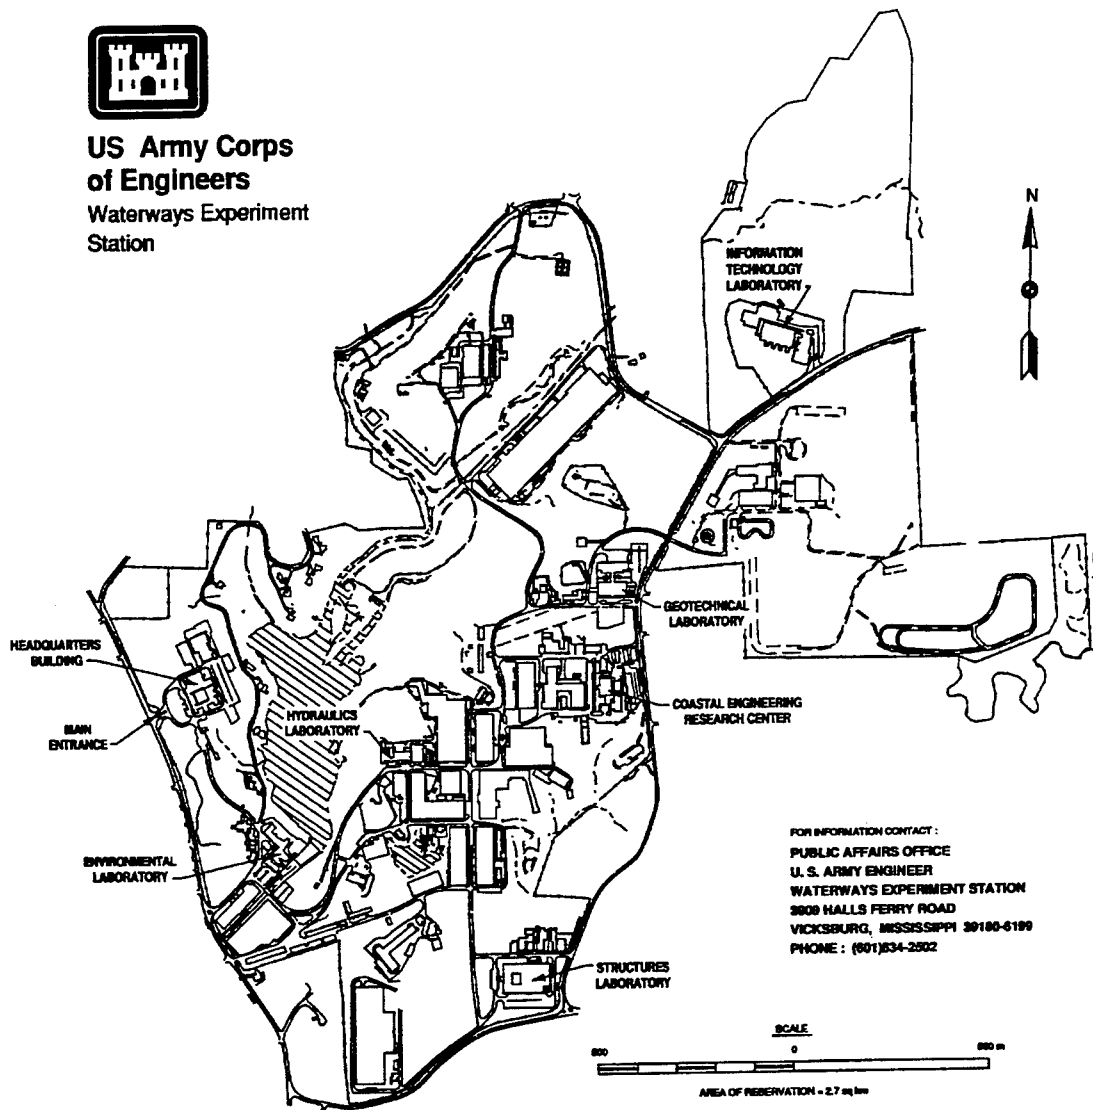 US Army Corps
of Engineers
Waterways Experiment
Station
N
INFORMATION
TECHNOLOGY
LABORATORY
GEOTECHNICAL
LABORATORY
HEADQUARTERS
BUILDING
COASTAL ENGINEERING
RESEARCH CENTER
HYDRAULICS
LABORATORY
MAIN
ENTRANCE
ENVIRONMENTAL
LABORATORY
FOR INFORMATION CONTACT :
PUBLIC AFFAIRS OFFICE
U. S. ARMY ENGINEER
WATERWAYS EXPERIMENT STATION
3909 HALLS FERRY ROAD
VICKSBURG, MISSISSIPPI 39180-6199
PHONE : (601)634-2502
STRUCTURES
LABORATORY
SCALE
0
m
AREA OF RESERVATION = 2.7 sq km